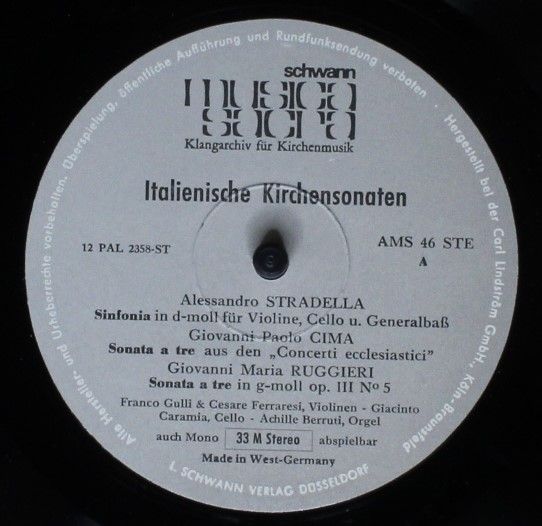 Alle Hersteller- und Urheberrechte vorbehalten. Überspielung, öffentliche Aufführung und Rundfunksendung verboten. Hergestellt bei der Carl Lindström GmbH., Köln-Braunsfeld
schwann
musica
sacra
Klangarchiv für Kirchenmusik
Italienische Kirchensonaten
12 PAL 2358-ST
AMS 46 STE
A
Alessandro STRADELLA
Sinfonia in d-moll für Violine, Cello u. Generalbaß
Giovanni Paolo CIMA
Sonata a tre aus den „Concerti ecclesiastici"
Giovanni Maria RUGGIERI
Sonata a tre in g-moll op. III No 5
Franco Gulli & Cesare Ferraresi, Violinen - Giacinto
Caramia, Cello - Achille Berruti, Orgel
auch Mono 33 M Stereo abspielbar
Made in West-Germany
L. SCHWANN VERLAG DÜSSELDORF